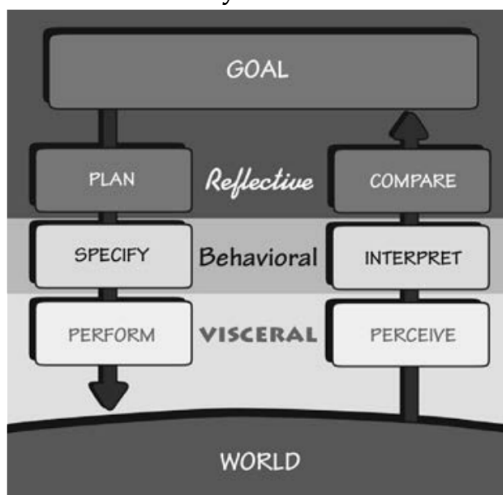 GOAL
PLAN Reflective COMPARE
SPECIFY Behavioral INTERPRET
PERFORM VISCERAL PERCEIVE
WORLD